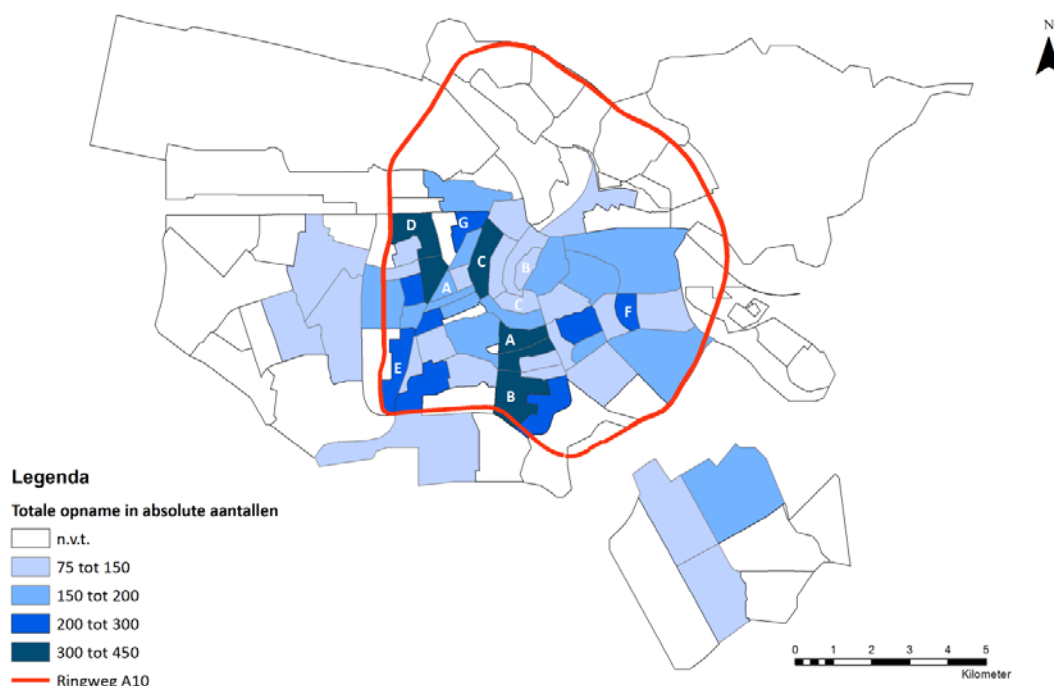 N
D
G
C
B
A
C
F
A
E
B
Legenda
Totale opname in absolute aantallen
n.v.t.
75 tot 150
150 tot 200
200 tot 300
300 tot 450
Ringweg A10
0 1 2 3 4 5
Kilometer